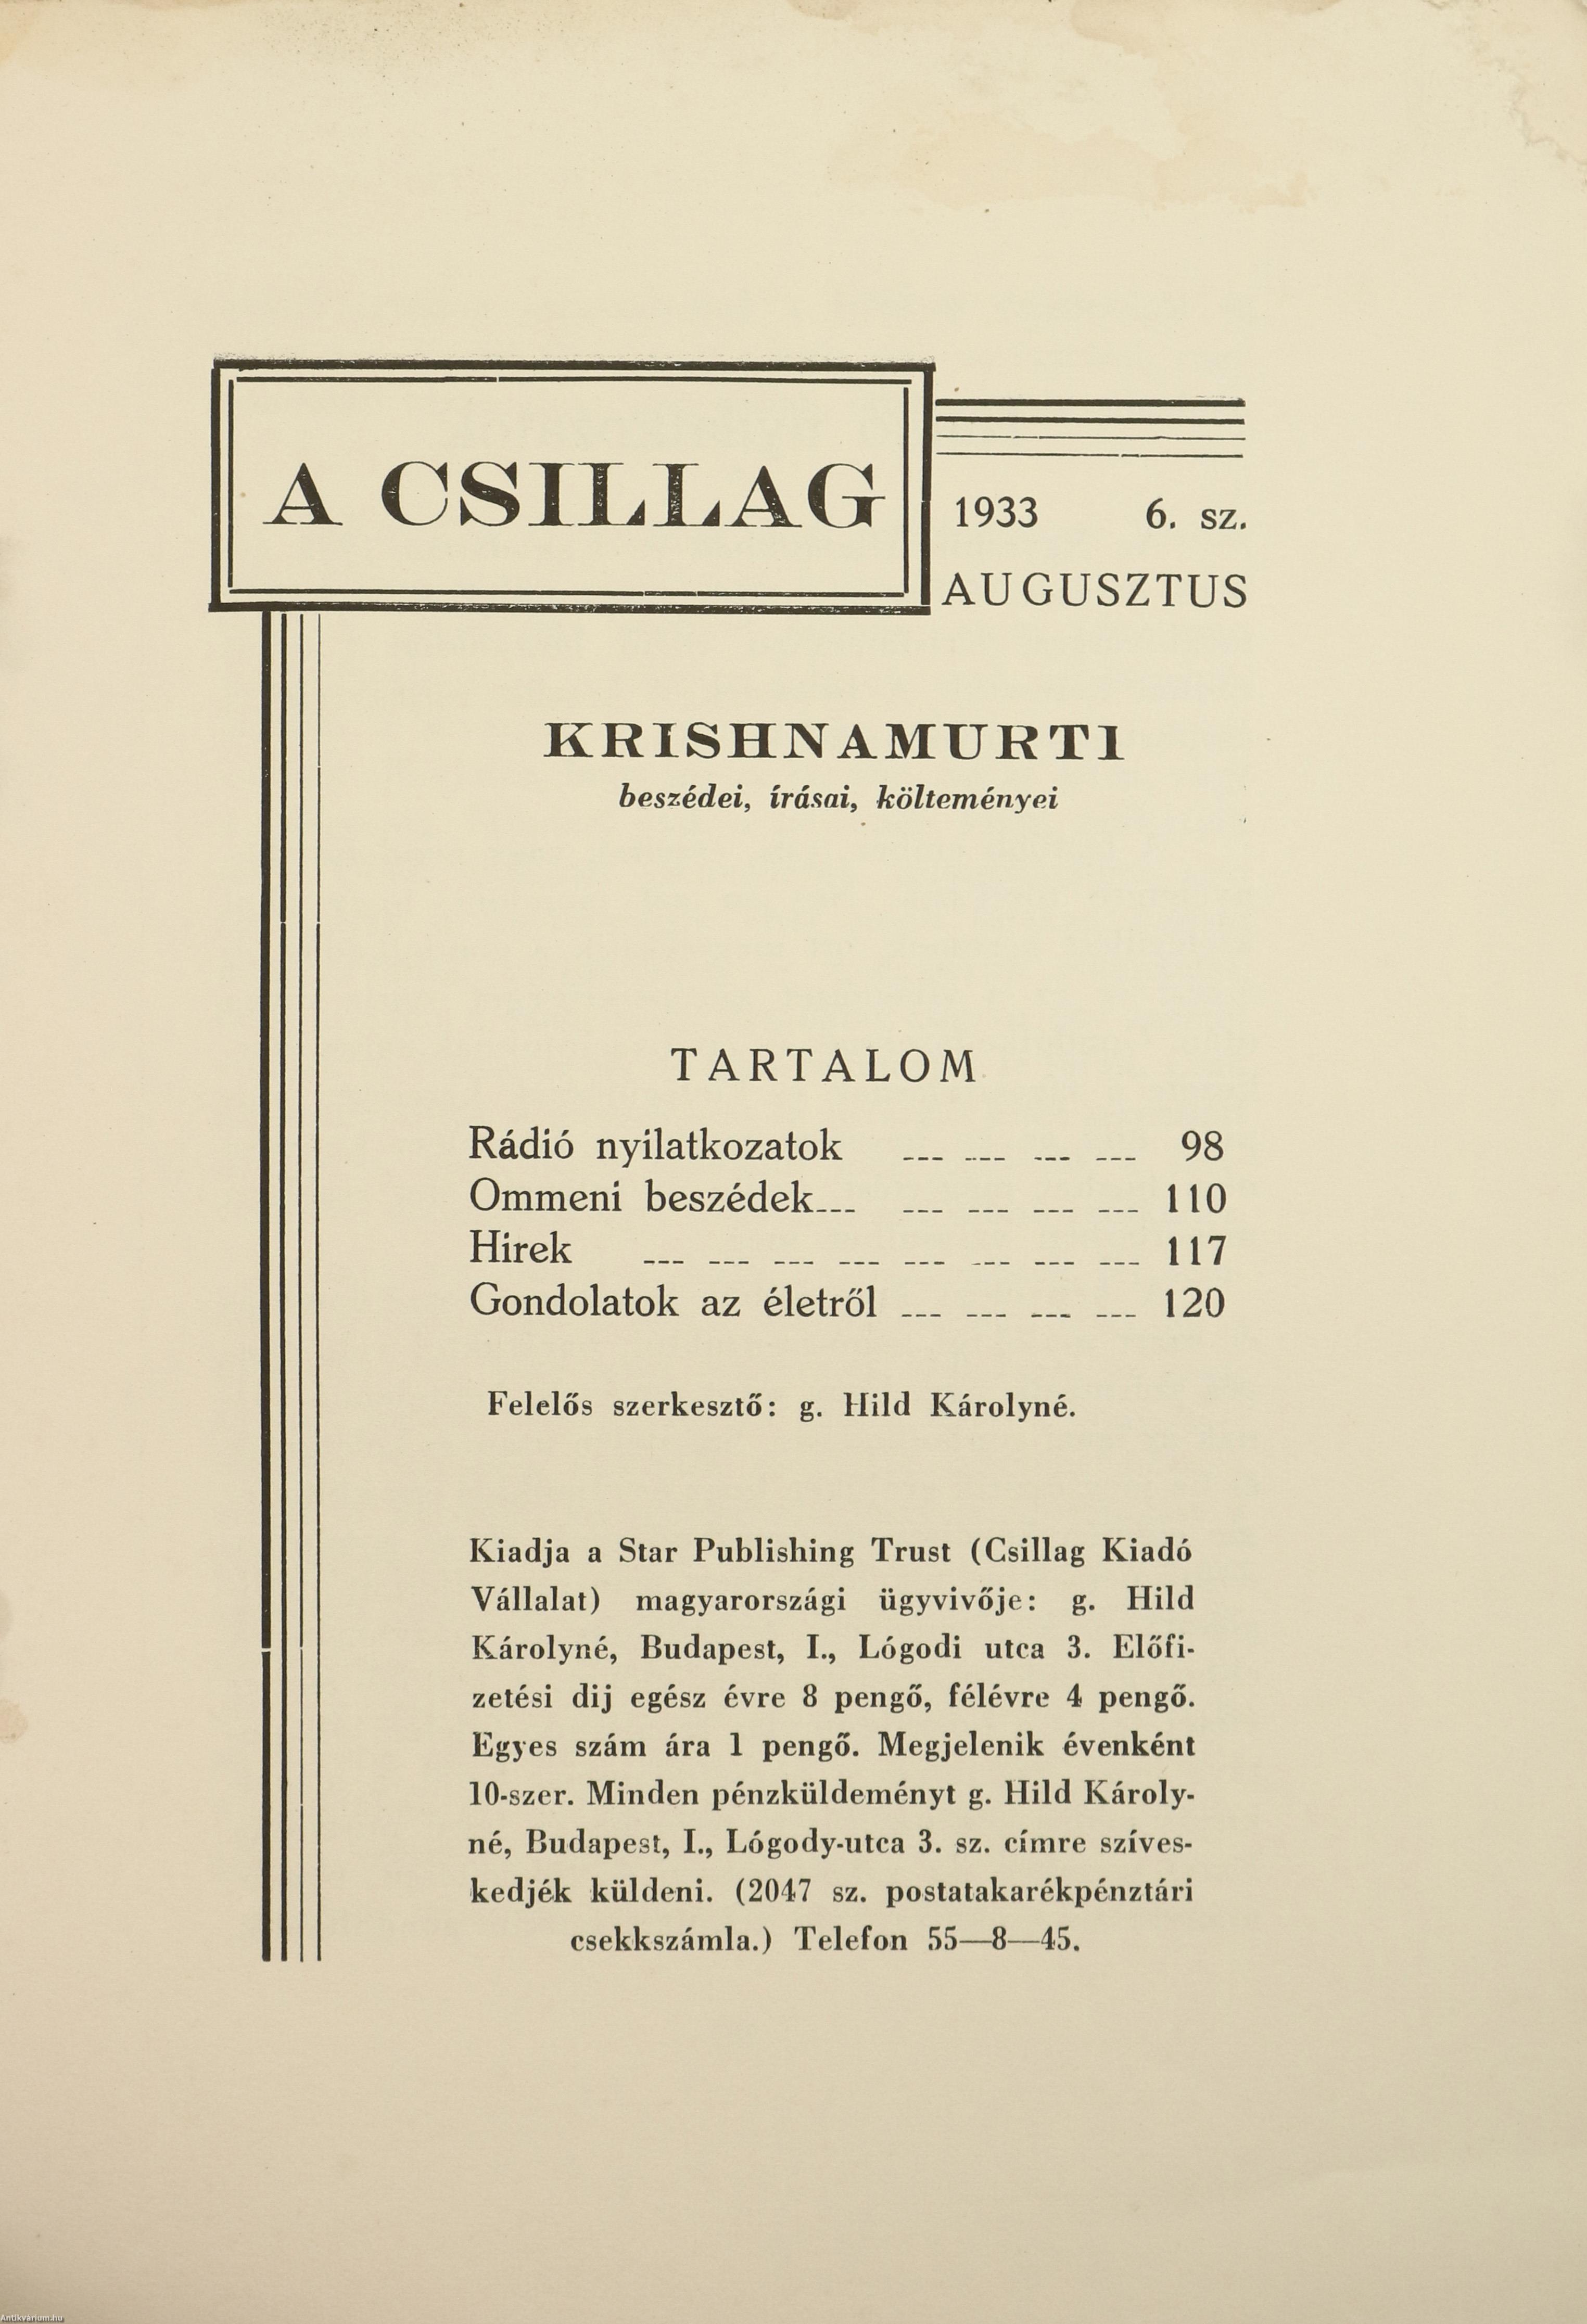 A CSILLAG
1933 6. sz.
AUGUSZTUS
KRISHNAMURTI
beszédei, írásai, költeményei
TARTALOM
Rádió nyilatkozatok --- --- --- --- 98
Ommeni beszédek--- --- --- --- --- 110
Hirek --- --- --- --- --- --- --- --- 117
Gondolatok az életről --- --- --- --- 120
Felelős szerkesztő: g. Hild Károlyné.
Kiadja a Star Publishing Trust (Csillag Kiadó
Vállalat) magyarországi ügyvivője: g. Hild
Károlyné, Budapest, I., Lógodi utca 3. Előfi-
zetési dij egész évre 8 pengő, félévre 4 pengő.
Egyes szám ára 1 pengő. Megjelenik évenként
10-szer. Minden pénzküldeményt g. Hild Károly-
né, Budapest, I., Lógody-utca 3. sz. címre szíves-
kedjék küldeni. (2047 sz. postatakarékpénztári
csekkszámla.) Telefon 55—8—45.
Antikvárium.hu